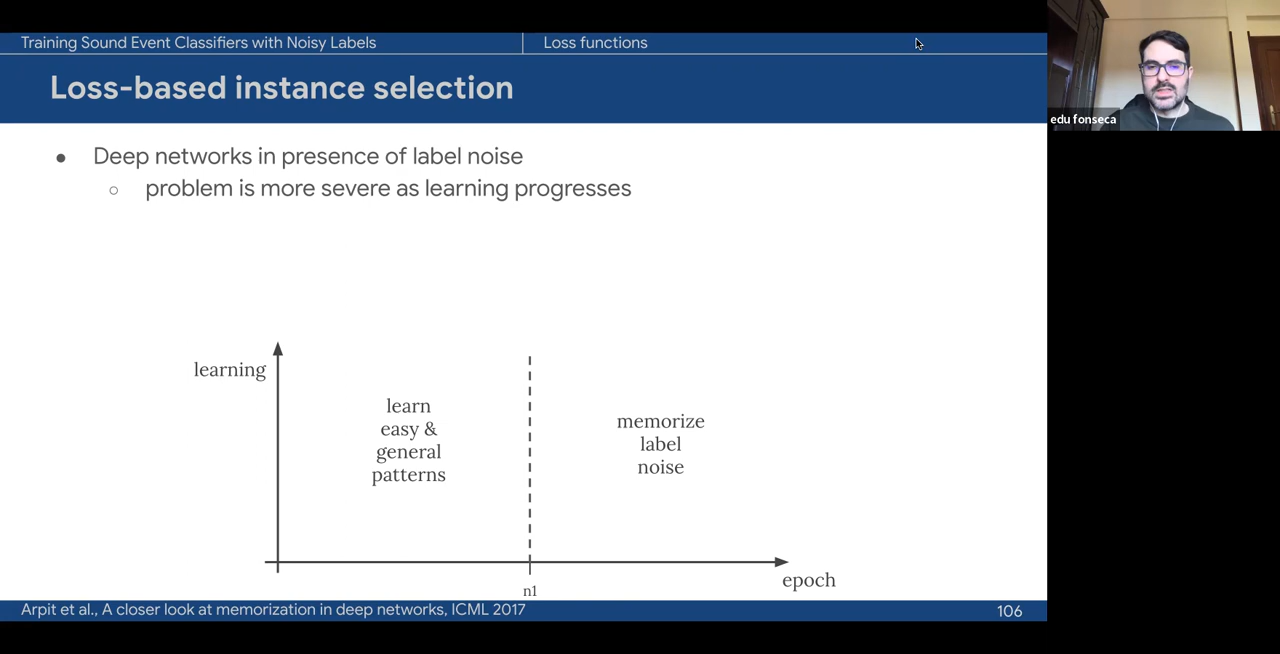 Training Sound Event Classifiers with Noisy Labels
Loss functions
Loss-based instance selection
edu fonseca
● Deep networks in presence of label noise
○ problem is more severe as learning progresses
learning
learn
easy &
general
patterns
memorize
label
noise
epoch
n1
Arpit et al., A closer look at memorization in deep networks, ICML 2017
106